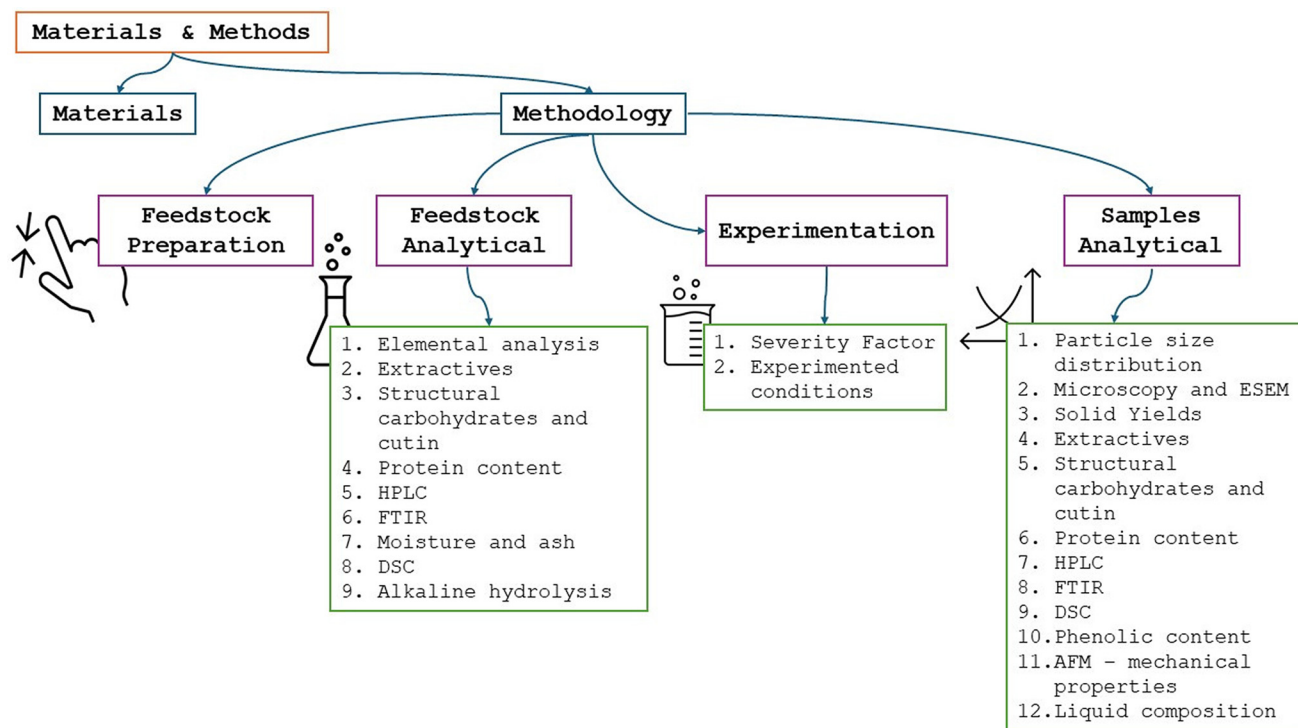 Materials & Methods
Materials
Methodology
Feedstock
Preparation
Feedstock
Analytical
Experimentation
Samples
Analytical
1. Elemental analysis
2. Extractives
3. Structural
carbohydrates and
cutin
4. Protein content
5. HPLC
6. FTIR
7. Moisture and ash
8. DSC
9. Alkaline hydrolysis
1. Severity Factor
2. Experimented
conditions
1. Particle size
distribution
2. Microscopy and ESEM
3. Solid Yields
4. Extractives
5. Structural
carbohydrates and
cutin
6. Protein content
7. HPLC
8. FTIR
9. DSC
10.Phenolic content
11.AFM – mechanical
properties
12.Liquid composition